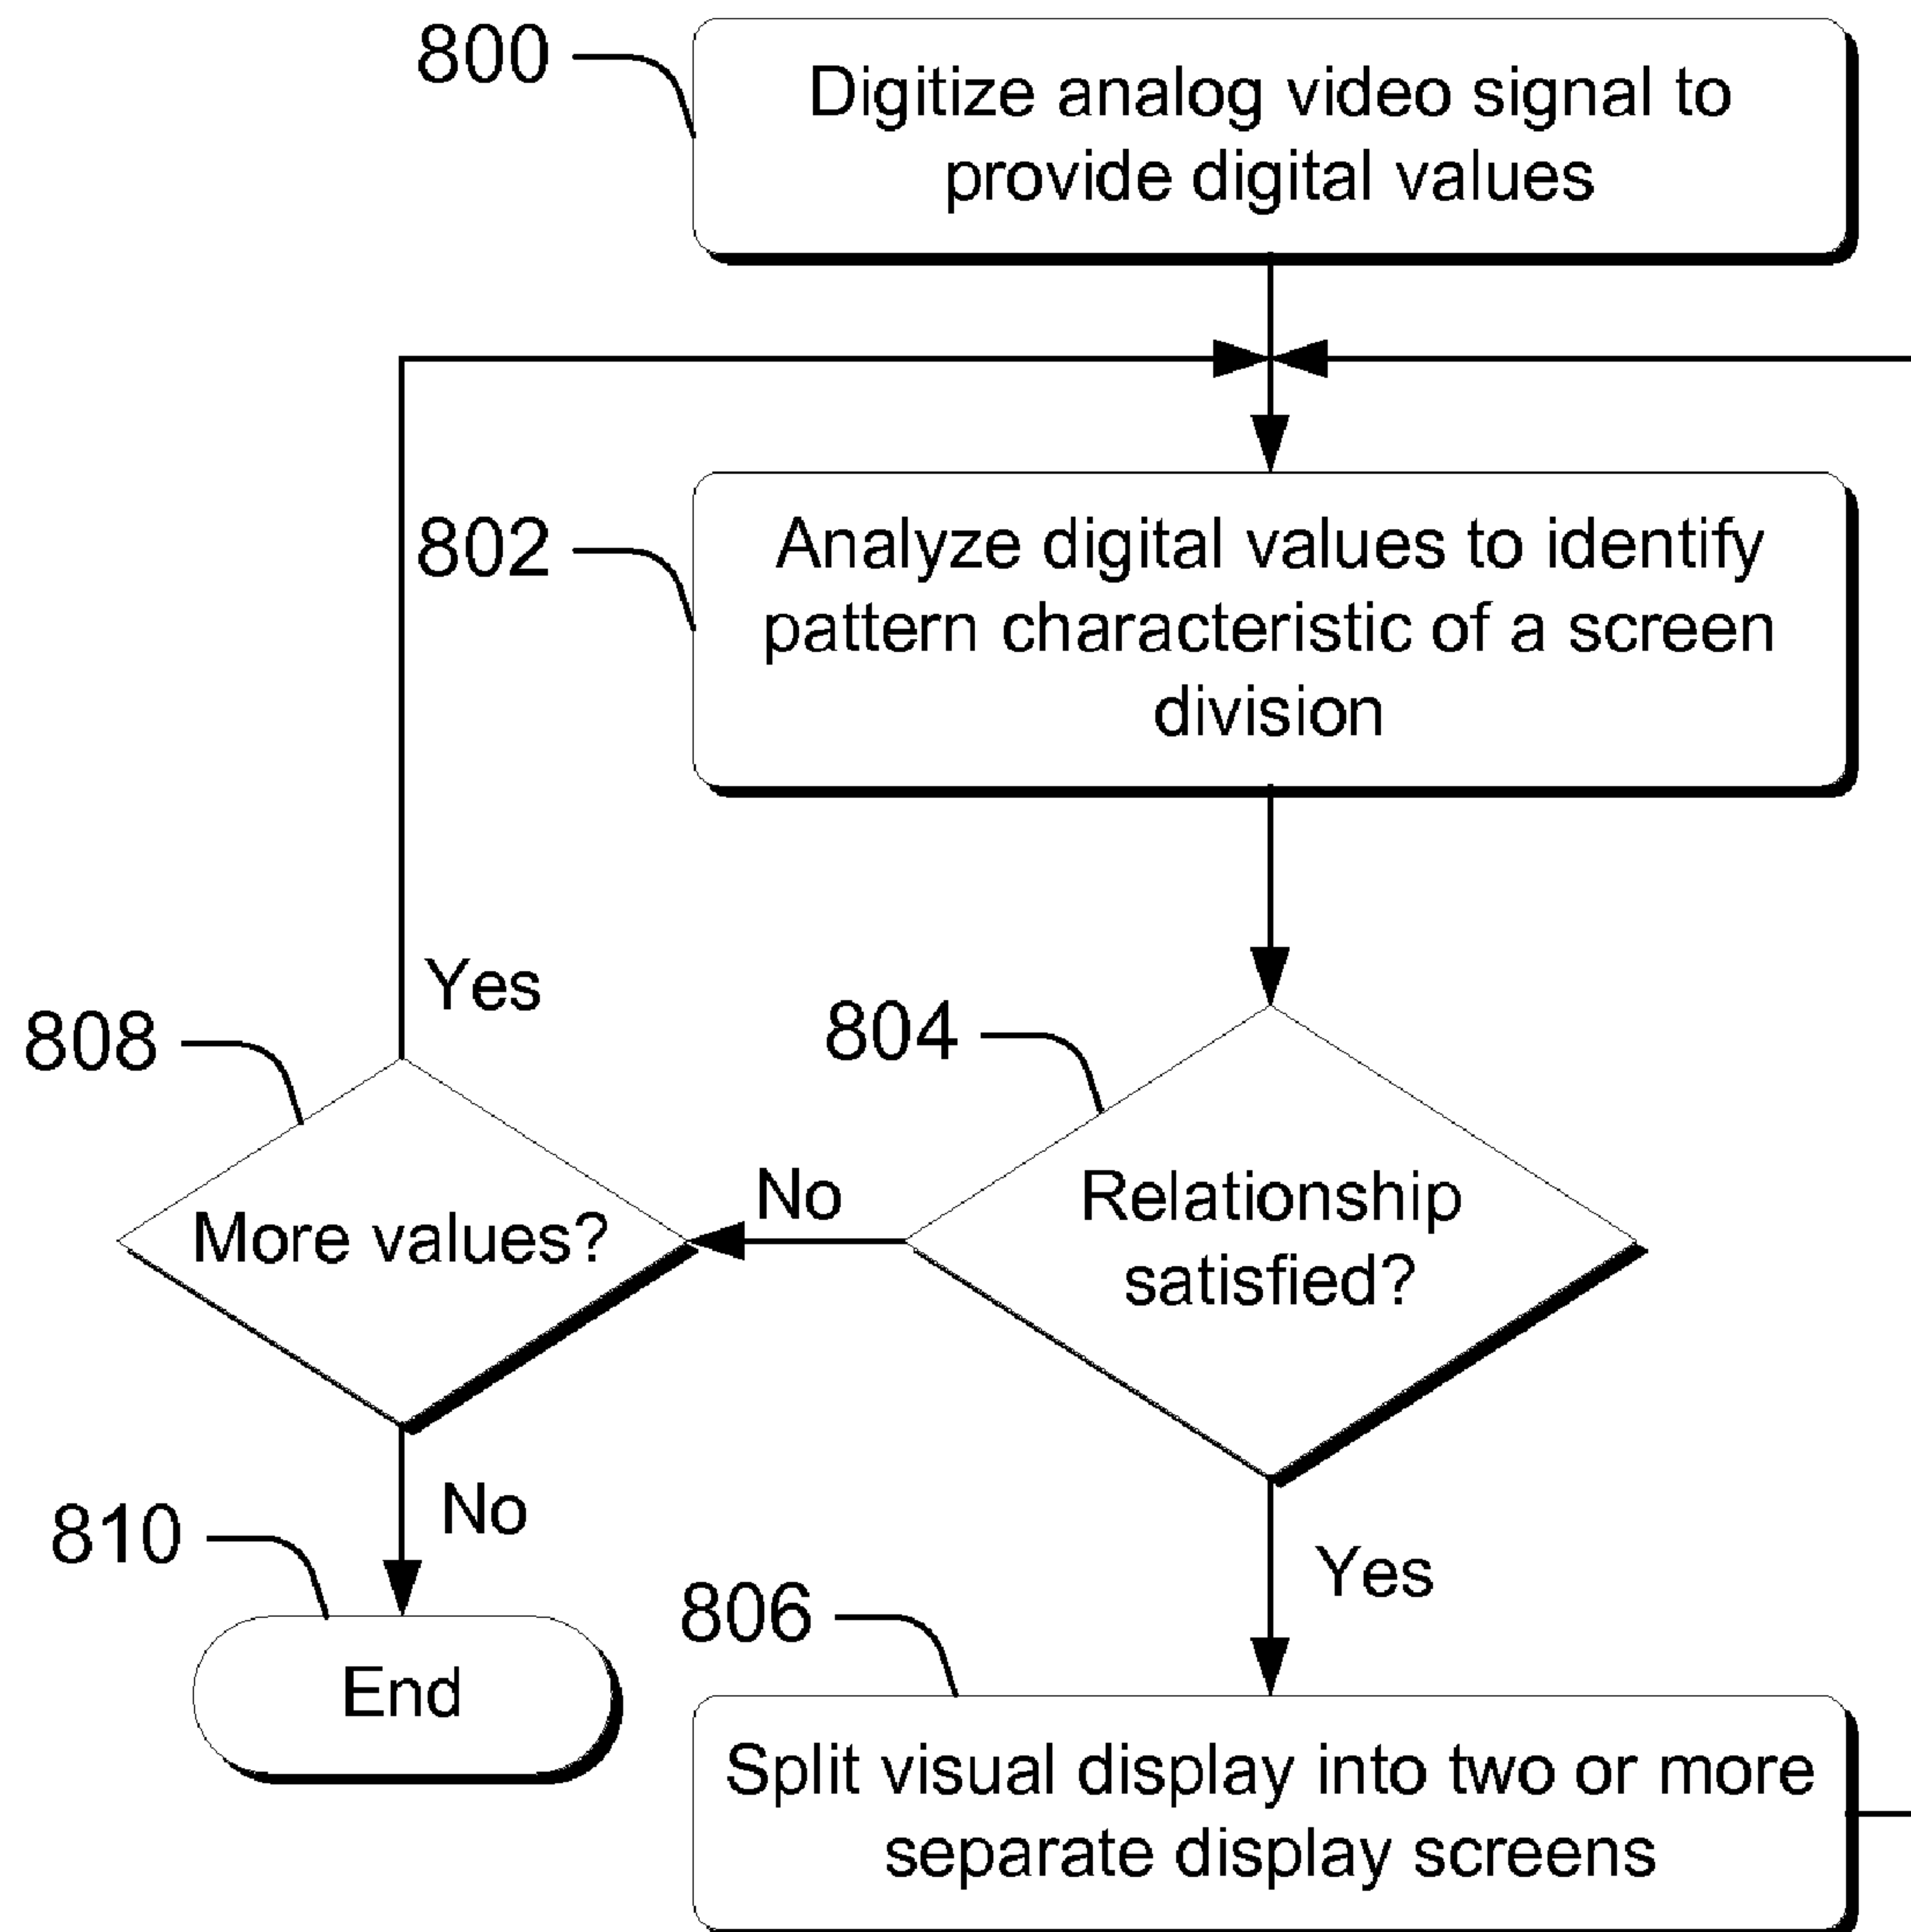 800
Digitize analog video signal to
provide digital values
802
Analyze digital values to identify
pattern characteristic of a screen
division
Yes
808
804
More values?
No
Relationship
satisfied?
No
810
Yes
806
End
Split visual display into two or more
separate display screens